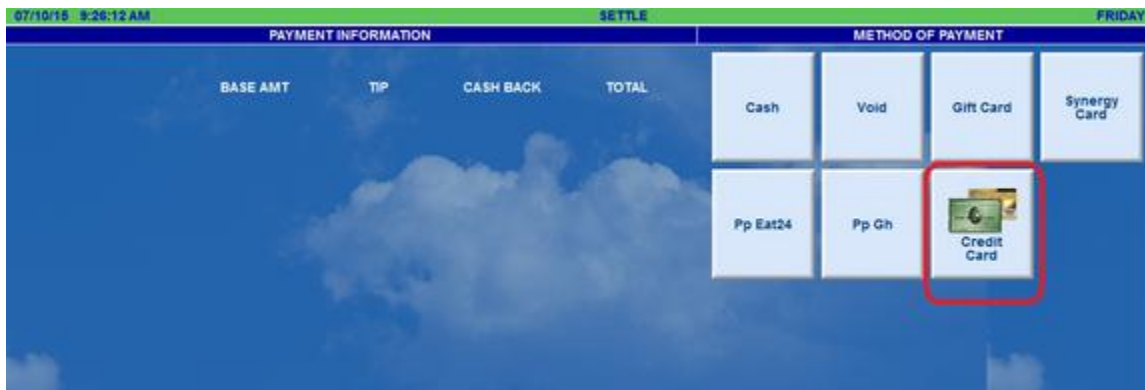 07/10/15 9:26:12 AM SETTLE FRIDAY
PAYMENT INFORMATION METHOD OF PAYMENT
BASE AMT TIP CASH BACK TOTAL
Cash Void Gift Card Synergy
Card
Pp Eat24 Pp Gh Credit
Card